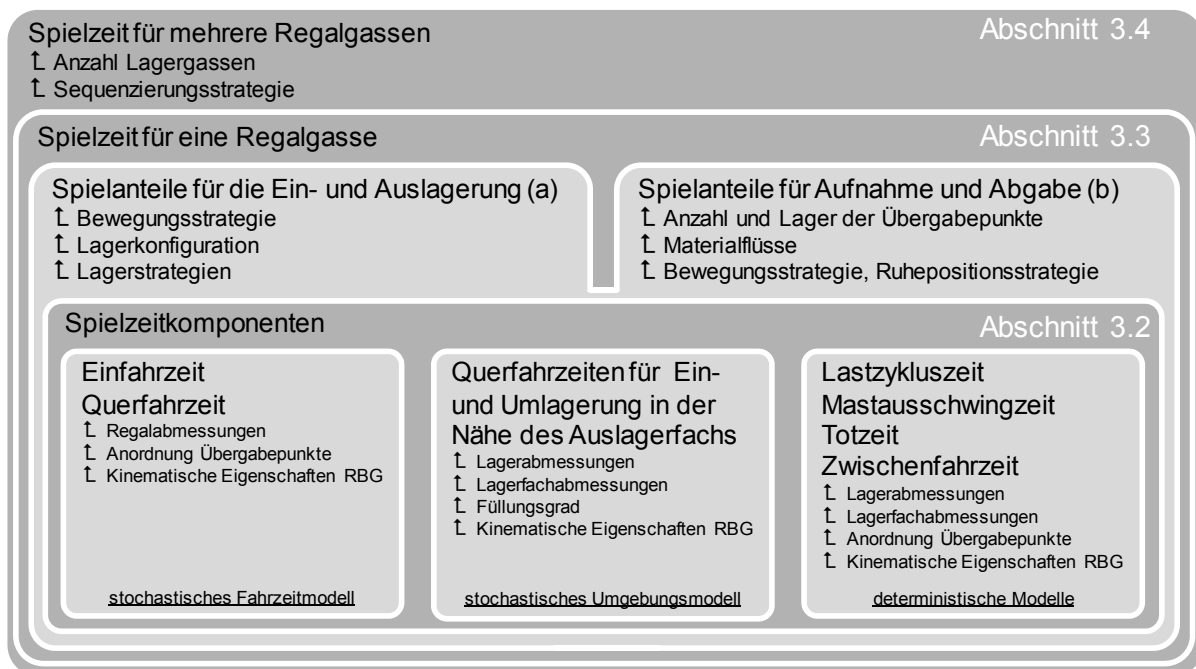 Spielzeit für mehrere Regalgassen
Abschnitt 3.4
Anzahl Lagergassen
Sequenzierungsstrategie
Spielzeit für eine Regalgasse
Abschnitt 3.3
Spielanteile für die Ein- und Auslagerung (a)
Bewegungsstrategie
Lagerkonfiguration
Lagerstrategien
Spielanteile für Aufnahme und Abgabe (b)
Anzahl und Lager der Übergabepunkte
Materialflüsse
Bewegungsstrategie, Ruhepositionsstrategie
Spielzeitkomponenten
Abschnitt 3.2
Einfahrzeit
Querfahrzeit
Regalabmessungen
Anordnung Übergabepunkte
Kinematische Eigenschaften RBG
stochastisches Fahrzeitmodell
Querfahrzeiten für Ein-
und Umlagerung in der
Nähe des Auslagerfachs
Lagerabmessungen
Lagerfachabmessungen
Füllungsgrad
Kinematische Eigenschaften RBG
stochastisches Umgebungsmodell
Lastzykluszeit
Mastausschwingzeit
Totzeit
Zwischenfahrzeit
Lagerabmessungen
Lagerfachabmessungen
Anordnung Übergabepunkte
Kinematische Eigenschaften RBG
deterministische Modelle